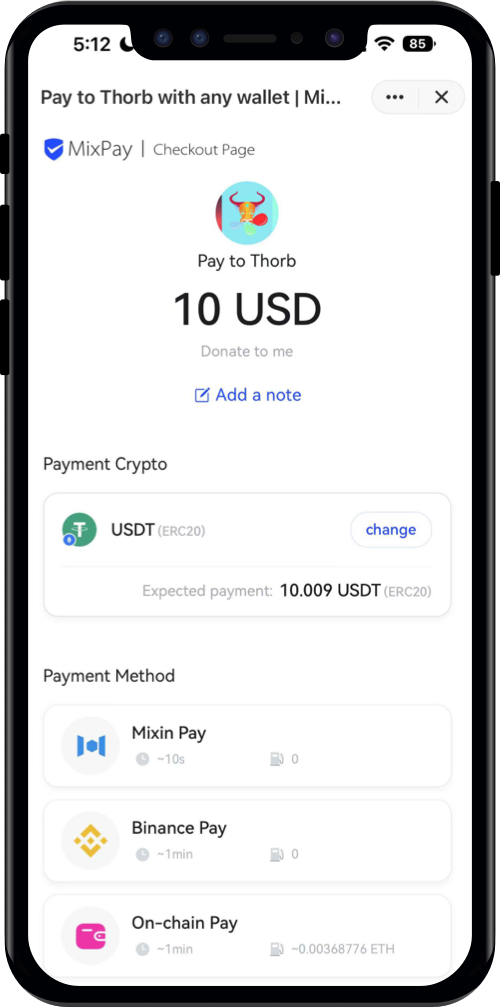 5:12
85
Pay to Thorb with any wallet | Mi...
MixPay | Checkout Page
Pay to Thorb
10 USD
Donate to me
Add a note
Payment Crypto
USDT (ERC20)
change
Expected payment: 10.009 USDT (ERC20)
Payment Method
Mixin Pay
~10s 0
Binance Pay
~1min 0
On-chain Pay
~1min ~0.00368776 ETH